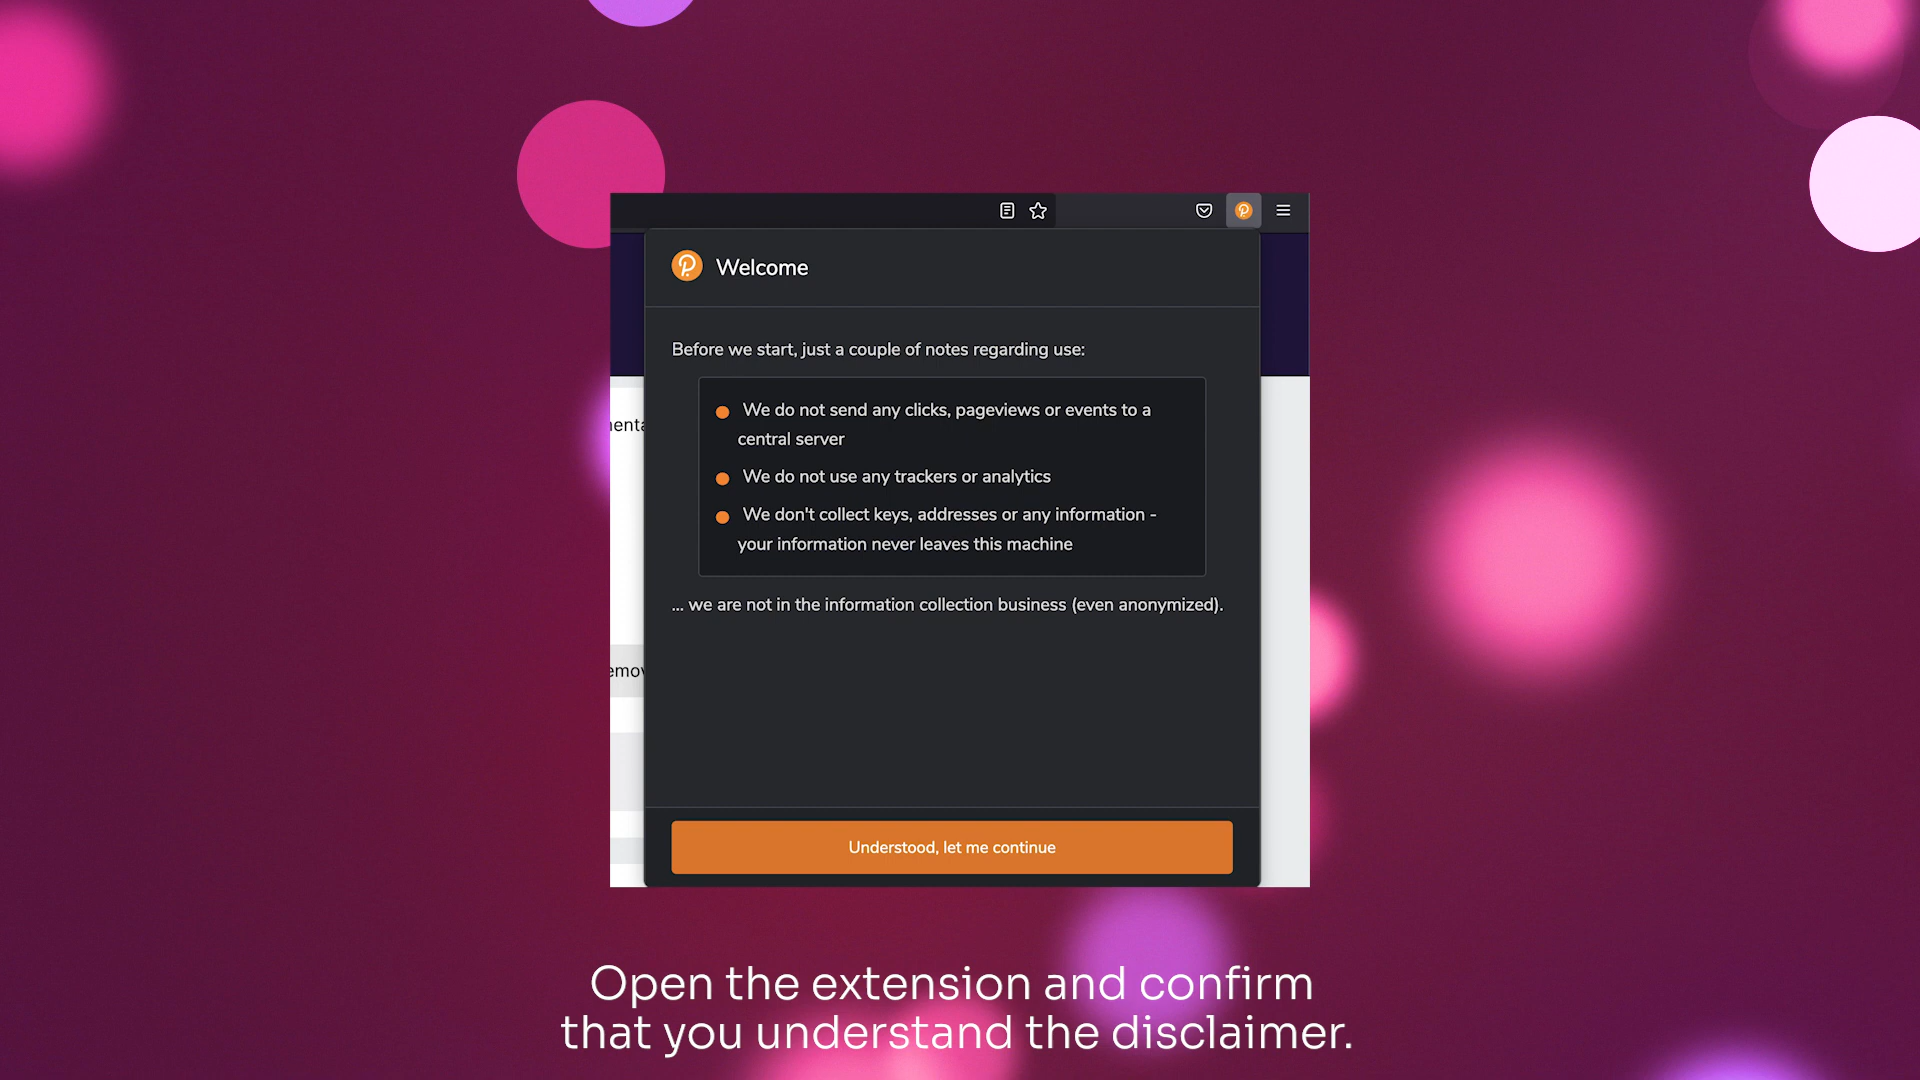 Welcome
Before we start, just a couple of notes regarding use:
We do not send any clicks, pageviews or events to a
central server
We do not use any trackers or analytics
We don't collect keys, addresses or any information -
your information never leaves this machine
... we are not in the information collection business (even anonymized).
Understood, let me continue
Open the extension and confirm
that you understand the disclaimer.